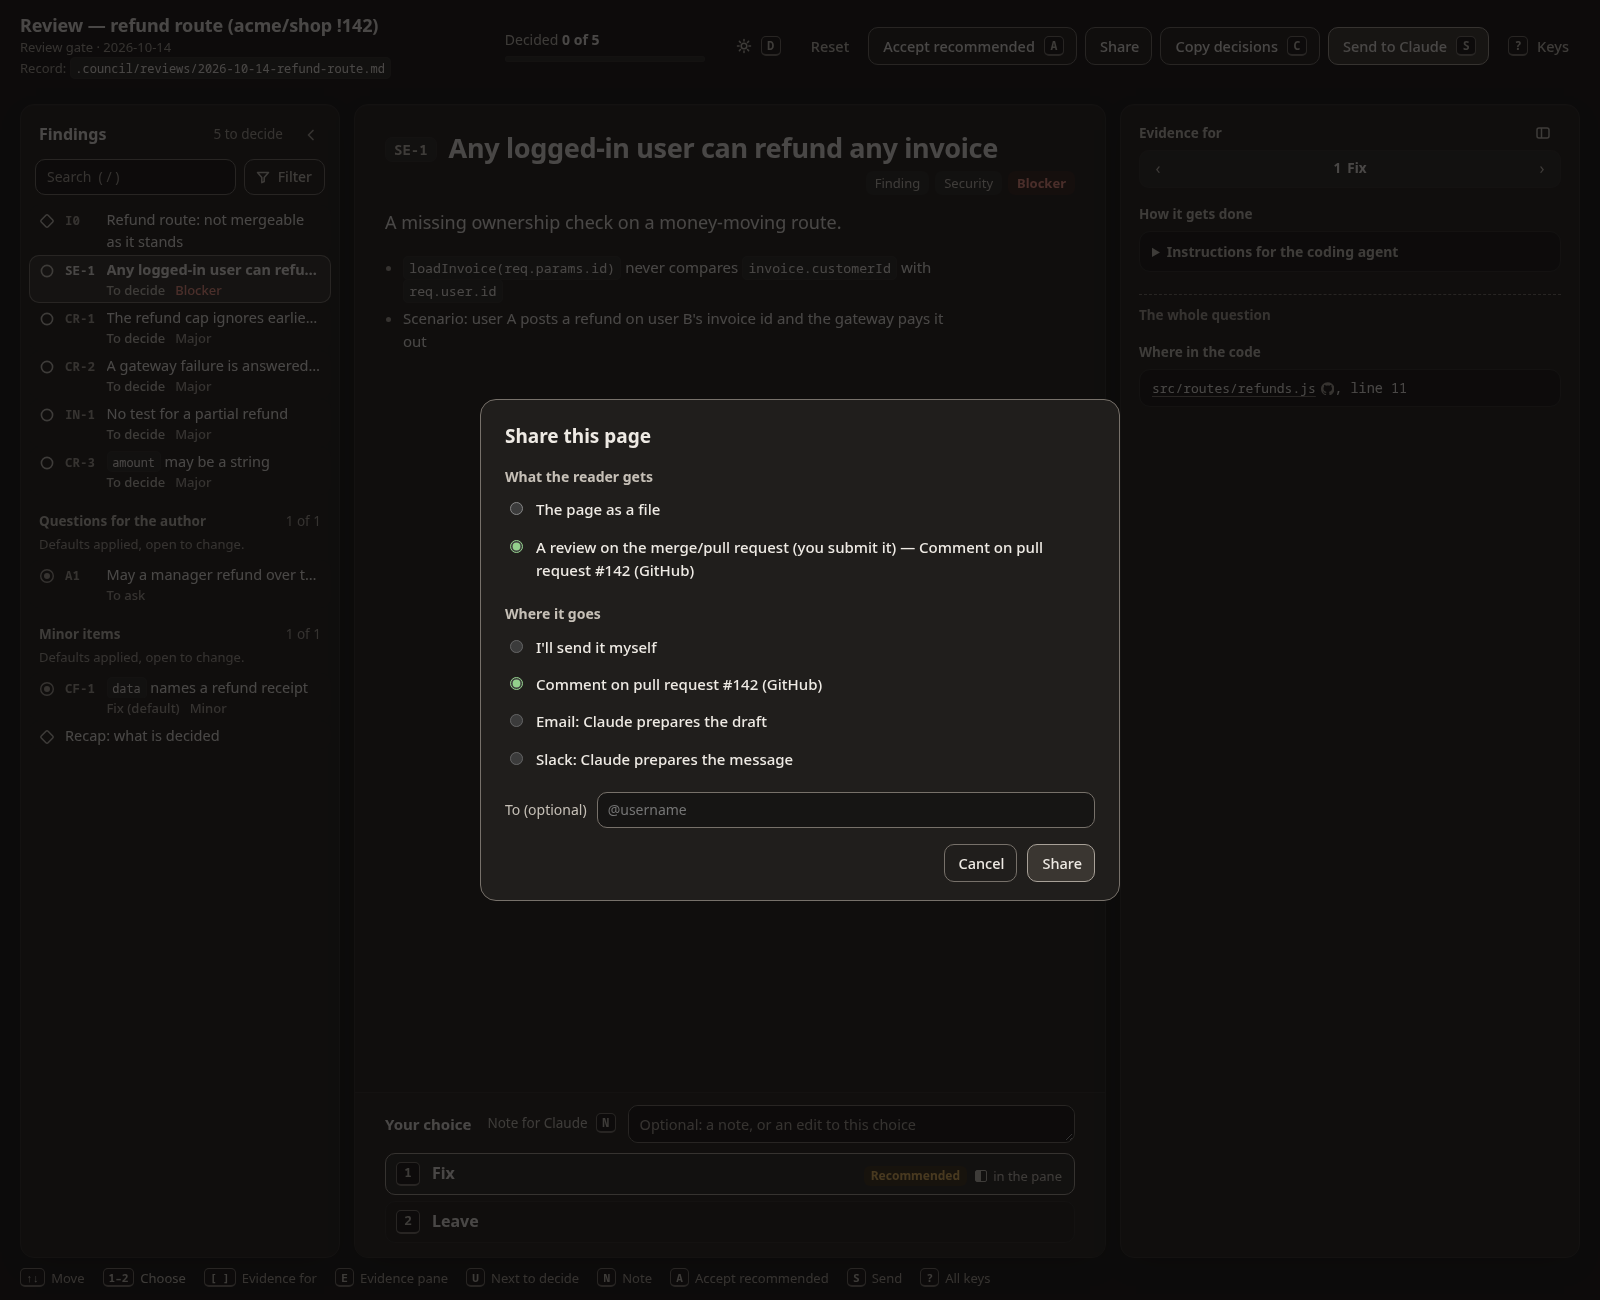 Review — refund route (acme/shop !142)
Review gate · 2026-10-14
Record: .council/reviews/2026-10-14-refund-route.md
Decided 0 of 5
D
Reset
Accept recommended A
Share
Copy decisions C
Send to Claude S
? Keys
Findings
5 to decide
Search ( / )
Filter
I0 Refund route: not mergeable
as it stands
SE-1 Any logged-in user can refu...
To decide Blocker
CR-1 The refund cap ignores earlie...
To decide Major
CR-2 A gateway failure is answered...
To decide Major
IN-1 No test for a partial refund
To decide Major
CR-3 amount may be a string
To decide Major
Questions for the author 1 of 1
Defaults applied, open to change.
A1 May a manager refund over t...
To ask
Minor items 1 of 1
Defaults applied, open to change.
CF-1 data names a refund receipt
Fix (default) Minor
Recap: what is decided
SE-1 Any logged-in user can refund any invoice
Finding Security Blocker
A missing ownership check on a money-moving route.
• loadInvoice(req.params.id) never compares invoice.customerId with
req.user.id
• Scenario: user A posts a refund on user B's invoice id and the gateway pays it
out
Share this page
What the reader gets
The page as a file
A review on the merge/pull request (you submit it) — Comment on pull
request #142 (GitHub)
Where it goes
I'll send it myself
Comment on pull request #142 (GitHub)
Email: Claude prepares the draft
Slack: Claude prepares the message
To (optional) @username
Cancel
Share
Your choice Note for Claude N Optional: a note, or an edit to this choice
1 Fix Recommended in the pane
2 Leave
Evidence for
‹ 1 Fix ›
How it gets done
▶ Instructions for the coding agent
The whole question
Where in the code
src/routes/refunds.js , line 11
↑↓ Move 1–2 Choose [ ] Evidence for E Evidence pane U Next to decide N Note A Accept recommended S Send ? All keys